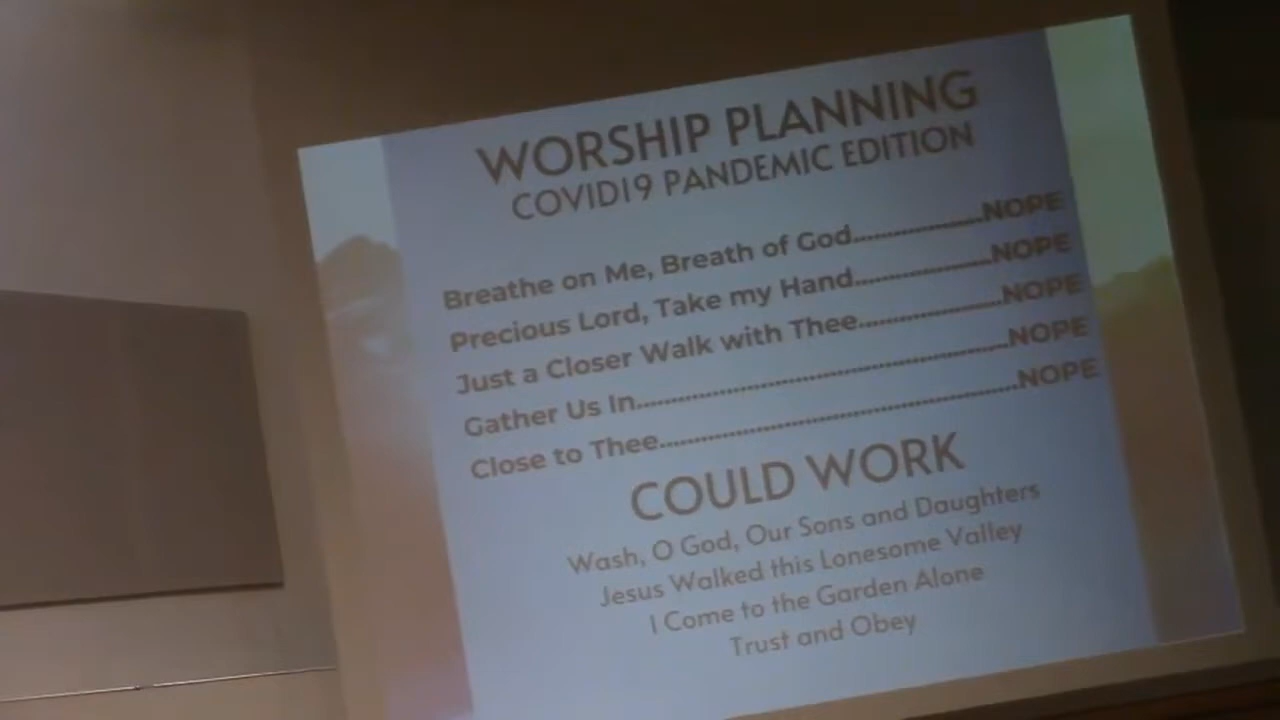 WORSHIP PLANNING
COVID19 PANDEMIC EDITION
Breathe on Me, Breath of God....................NOPE
Precious Lord, Take my Hand.....................NOPE
Just a Closer Walk with Thee......................NOPE
Gather Us In..........................................................NOPE
Close to Thee.......................................................NOPE
COULD WORK
Wash, O God, Our Sons and Daughters
Jesus Walked this Lonesome Valley
I Come to the Garden Alone
Trust and Obey